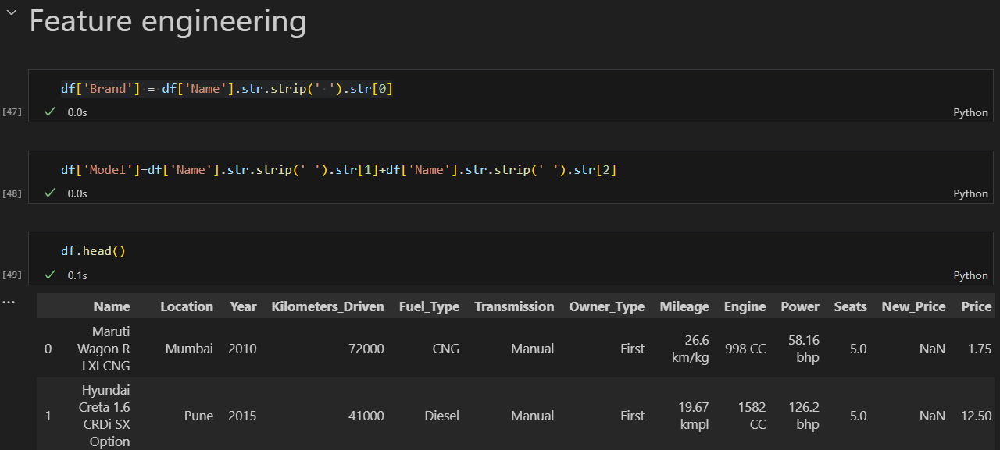 Feature engineering
df['Brand'] = df['Name'].str.strip(' ').str[0]
[47]
0.0s
Python
df['Model']=df['Name'].str.strip(' ').str[1]+df['Name'].str.strip(' ').str[2]
[48]
0.0s
Python
df.head()
[49]
0.1s
Python
...
Name Location Year Kilometers_Driven Fuel_Type Transmission Owner_Type Mileage Engine Power Seats New_Price Price
0 Maruti Wagon R LXI CNG Mumbai 2010 72000 CNG Manual First 26.6 km/kg 998 CC 58.16 bhp 5.0 NaN 1.75
1 Hyundai Creta 1.6 CRDi SX Option Pune 2015 41000 Diesel Manual First 19.67 kmpl 1582 CC 126.2 bhp 5.0 NaN 12.50